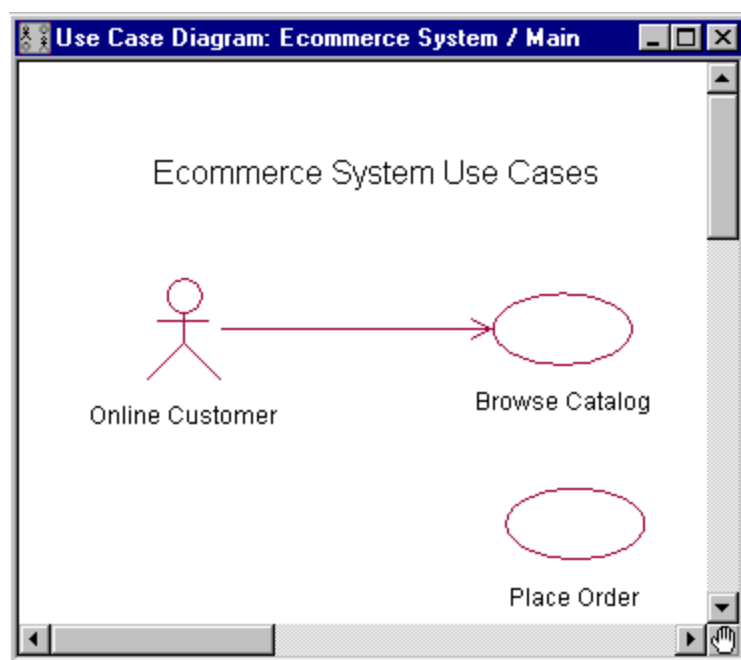 Use Case Diagram: Ecommerce System / Main
Ecommerce System Use Cases
Online Customer
Browse Catalog
Place Order